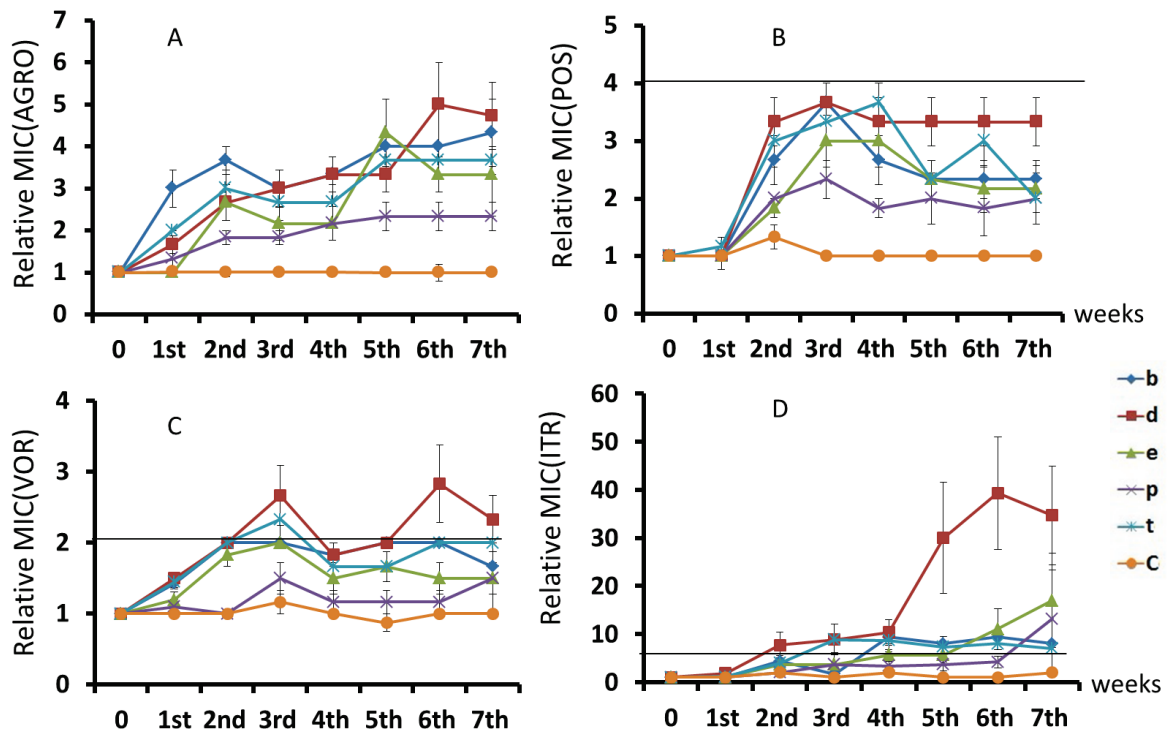 A
Relative MIC(AGRO)
7
6
5
4
3
2
1
0
0 1st 2nd 3rd 4th 5th 6th 7th
B
Relative MIC(POS)
5
4
3
2
1
0
0 1st 2nd 3rd 4th 5th 6th 7th
weeks
C
Relative MIC(VOR)
4
3
2
1
0
0 1st 2nd 3rd 4th 5th 6th 7th
D
Relative MIC(ITR)
60
50
40
30
20
10
0
0 1st 2nd 3rd 4th 5th 6th 7th
weeks
b
d
e
p
t
C